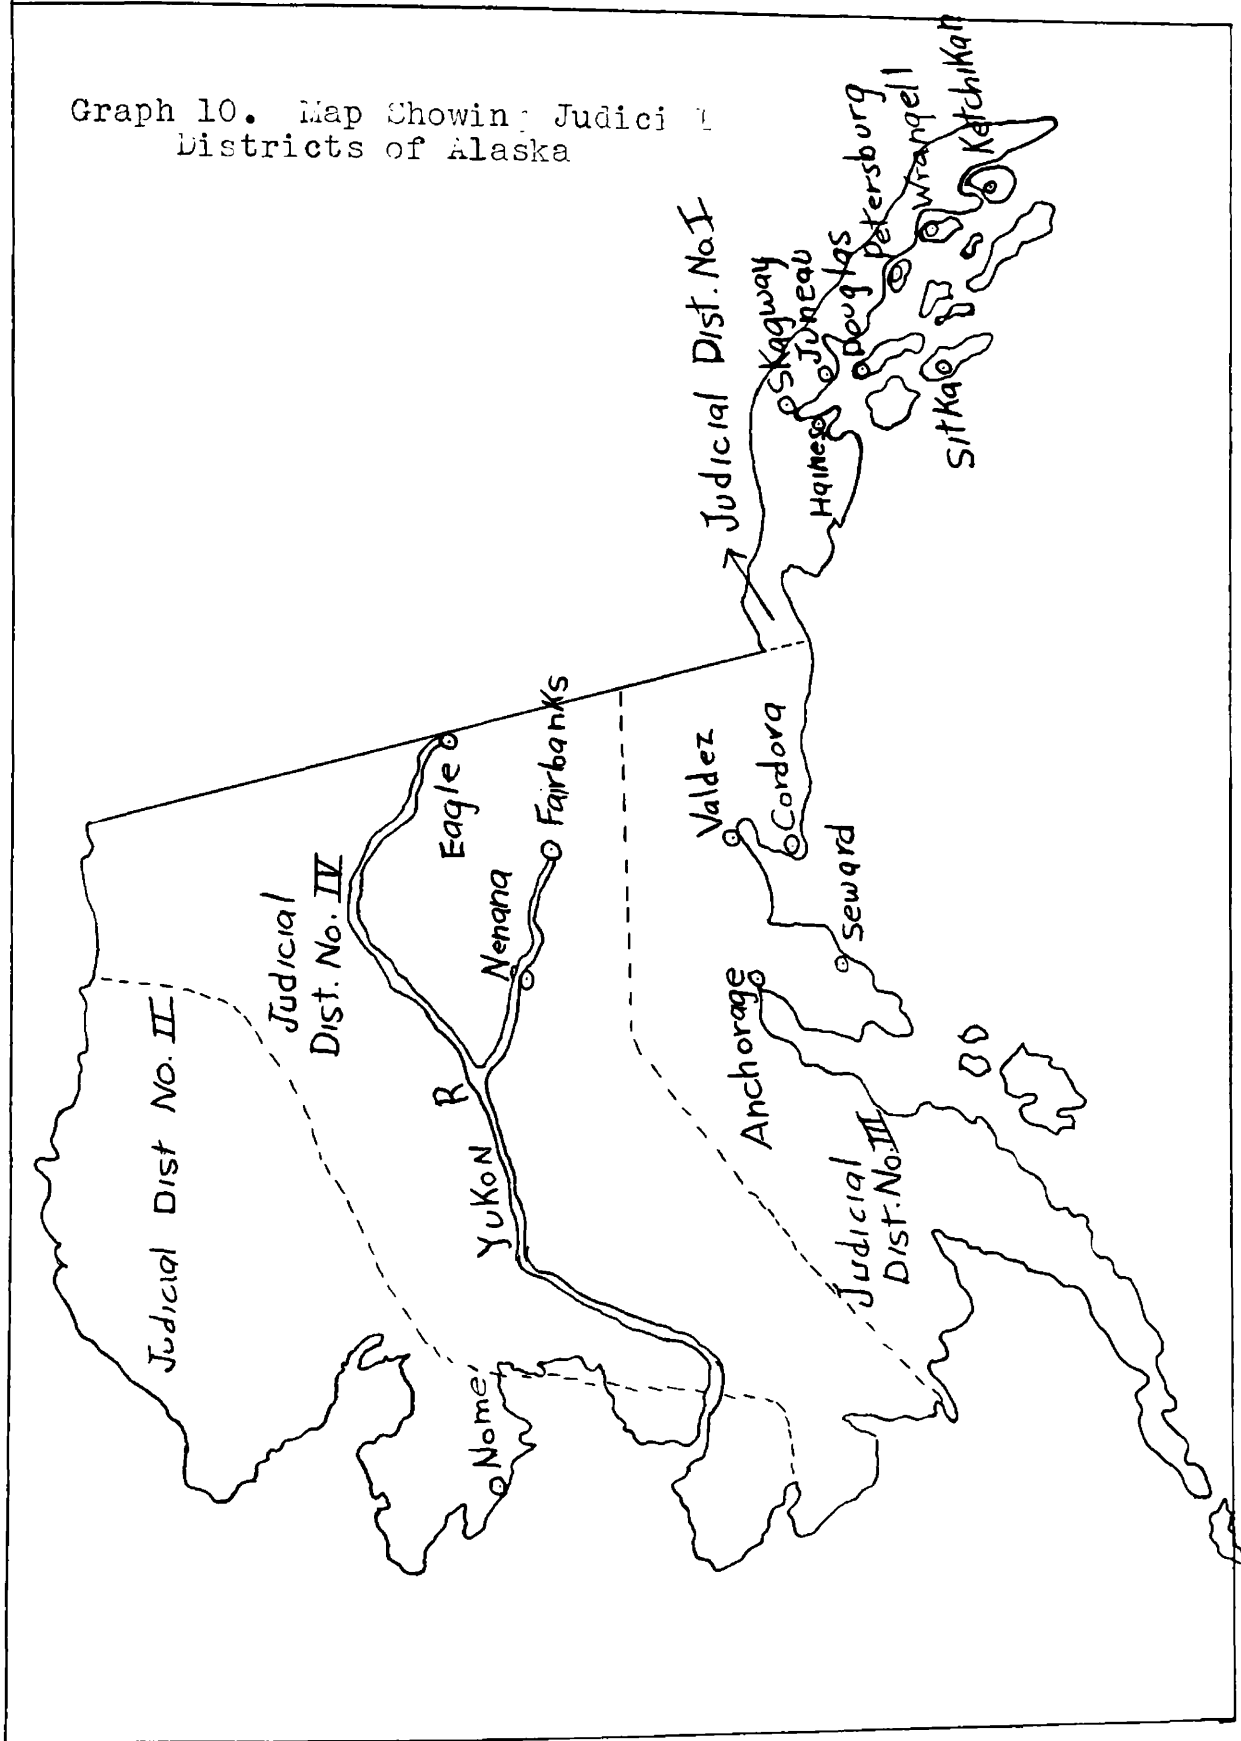 Graph 10. Map Showing Judicial
Districts of Alaska
Judicial Dist No. II
Judicial
Dist. No. IV
Yukon R
Eagle
Fairbanks
Nenana
Nome
Judicial
Dist. No. III
Anchorage
Valdez
Cordova
Seward
Judicial Dist. No. I
Skagway
Juneau
Douglas
Haines
Petersburg
Wrangell
Ketchikan
Sitka